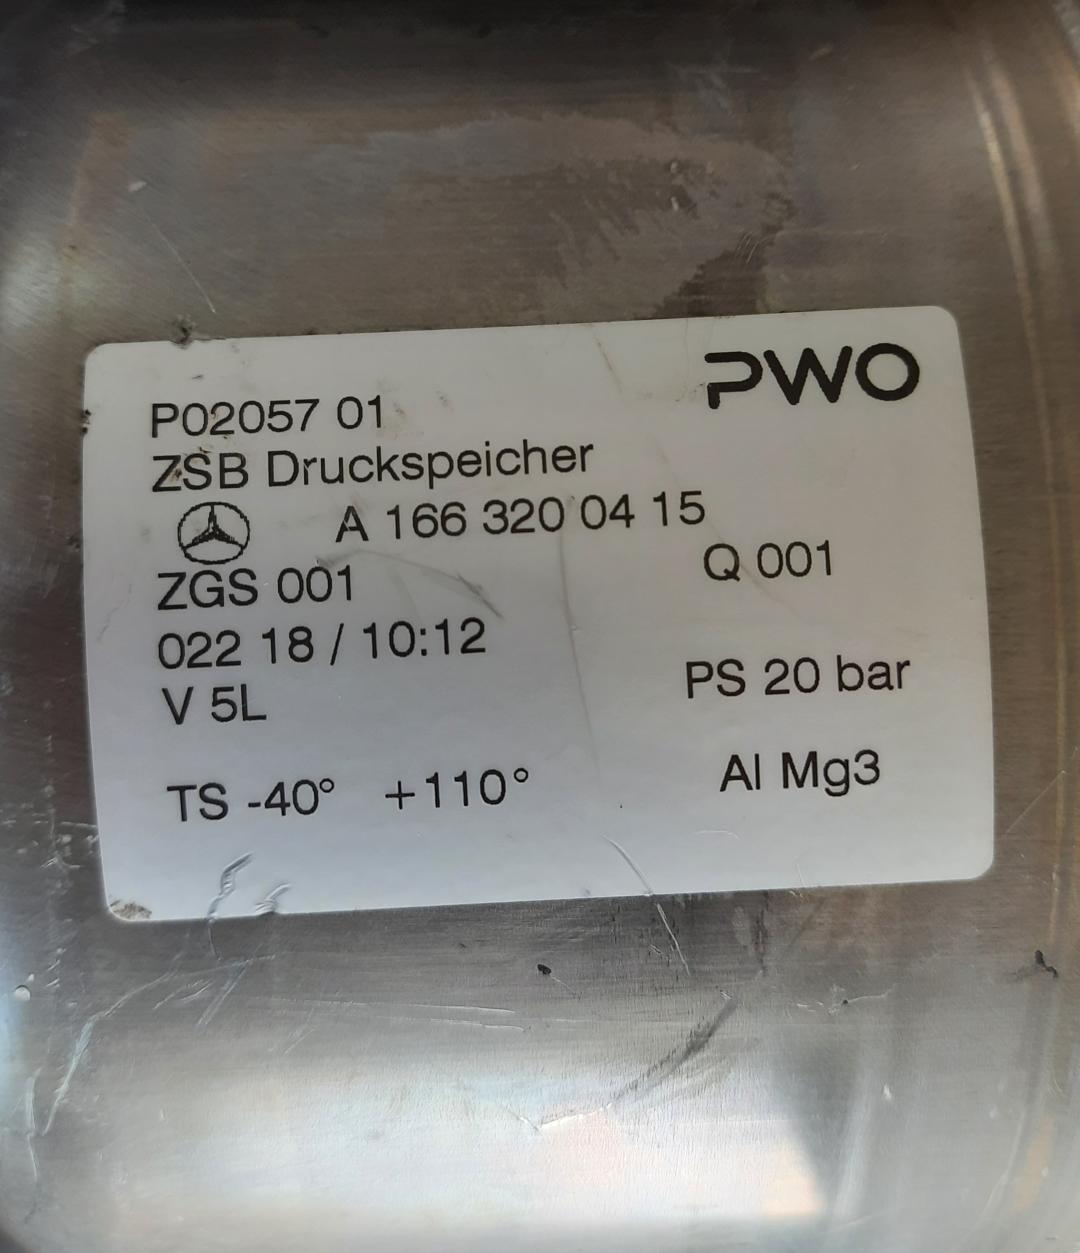 PWO
P02057 01
ZSB Druckspeicher
A 166 320 04 15
ZGS 001 Q 001
022 18 / 10:12
V 5L PS 20 bar
TS -40° +110° Al Mg3